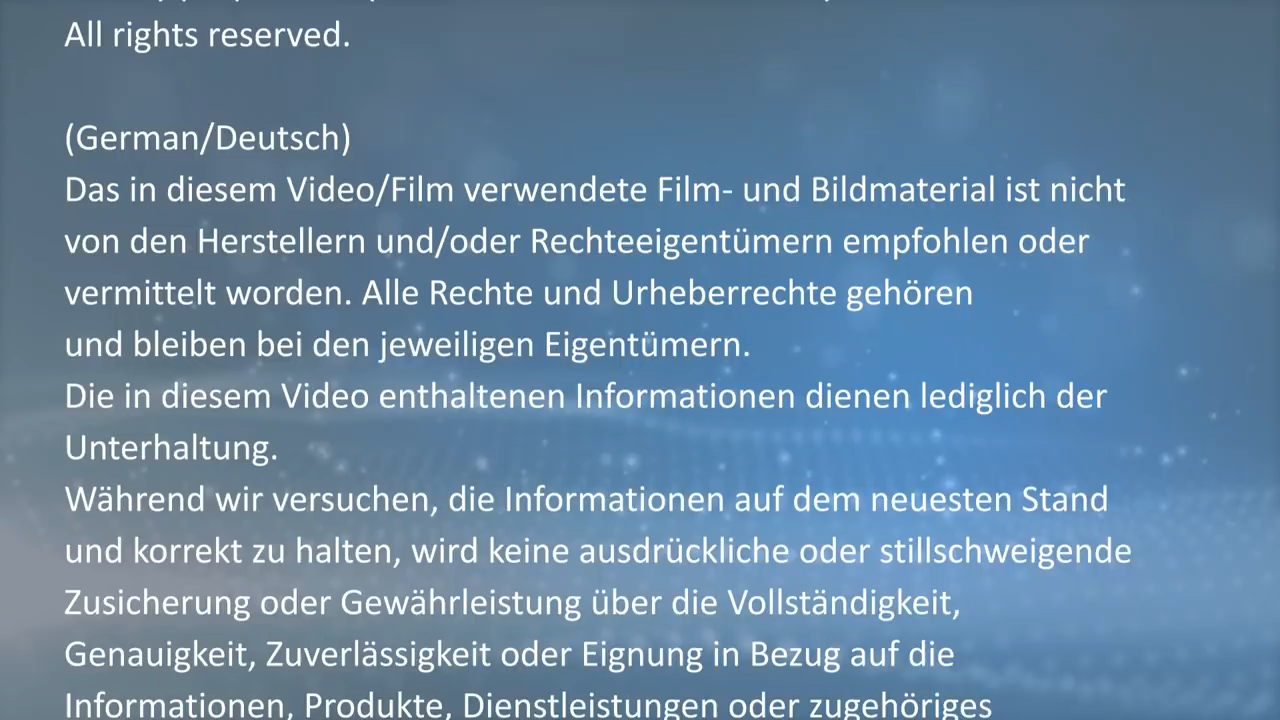 All rights reserved.
(German/Deutsch)
Das in diesem Video/Film verwendete Film- und Bildmaterial ist nicht
von den Herstellern und/oder Rechteeigentümern empfohlen oder
vermittelt worden. Alle Rechte und Urheberrechte gehören
und bleiben bei den jeweiligen Eigentümern.
Die in diesem Video enthaltenen Informationen dienen lediglich der
Unterhaltung.
Während wir versuchen, die Informationen auf dem neuesten Stand
und korrekt zu halten, wird keine ausdrückliche oder stillschweigende
Zusicherung oder Gewährleistung über die Vollständigkeit,
Genauigkeit, Zuverlässigkeit oder Eignung in Bezug auf die
Informationen, Produkte, Dienstleistungen oder zugehöriges